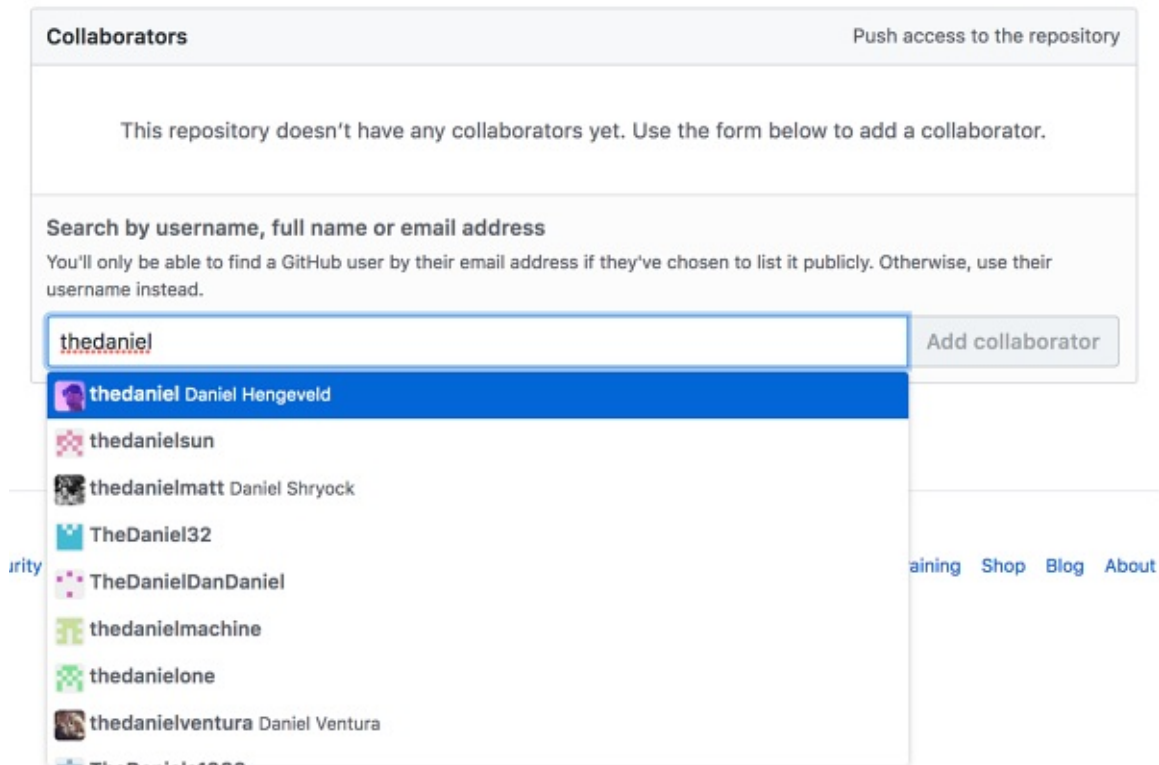 Collaborators Push access to the repository
This repository doesn’t have any collaborators yet. Use the form below to add a collaborator.
Search by username, full name or email address
You'll only be able to find a GitHub user by their email address if they've chosen to list it publicly. Otherwise, use their
username instead.
thedaniel Add collaborator
thedaniel Daniel Hengeveld
thedanielsun
thedanielmatt Daniel Shryock
TheDaniel32
urity TheDanielDanDaniel aining Shop Blog About
thedanielmachine
thedanielone
thedanielventura Daniel Ventura